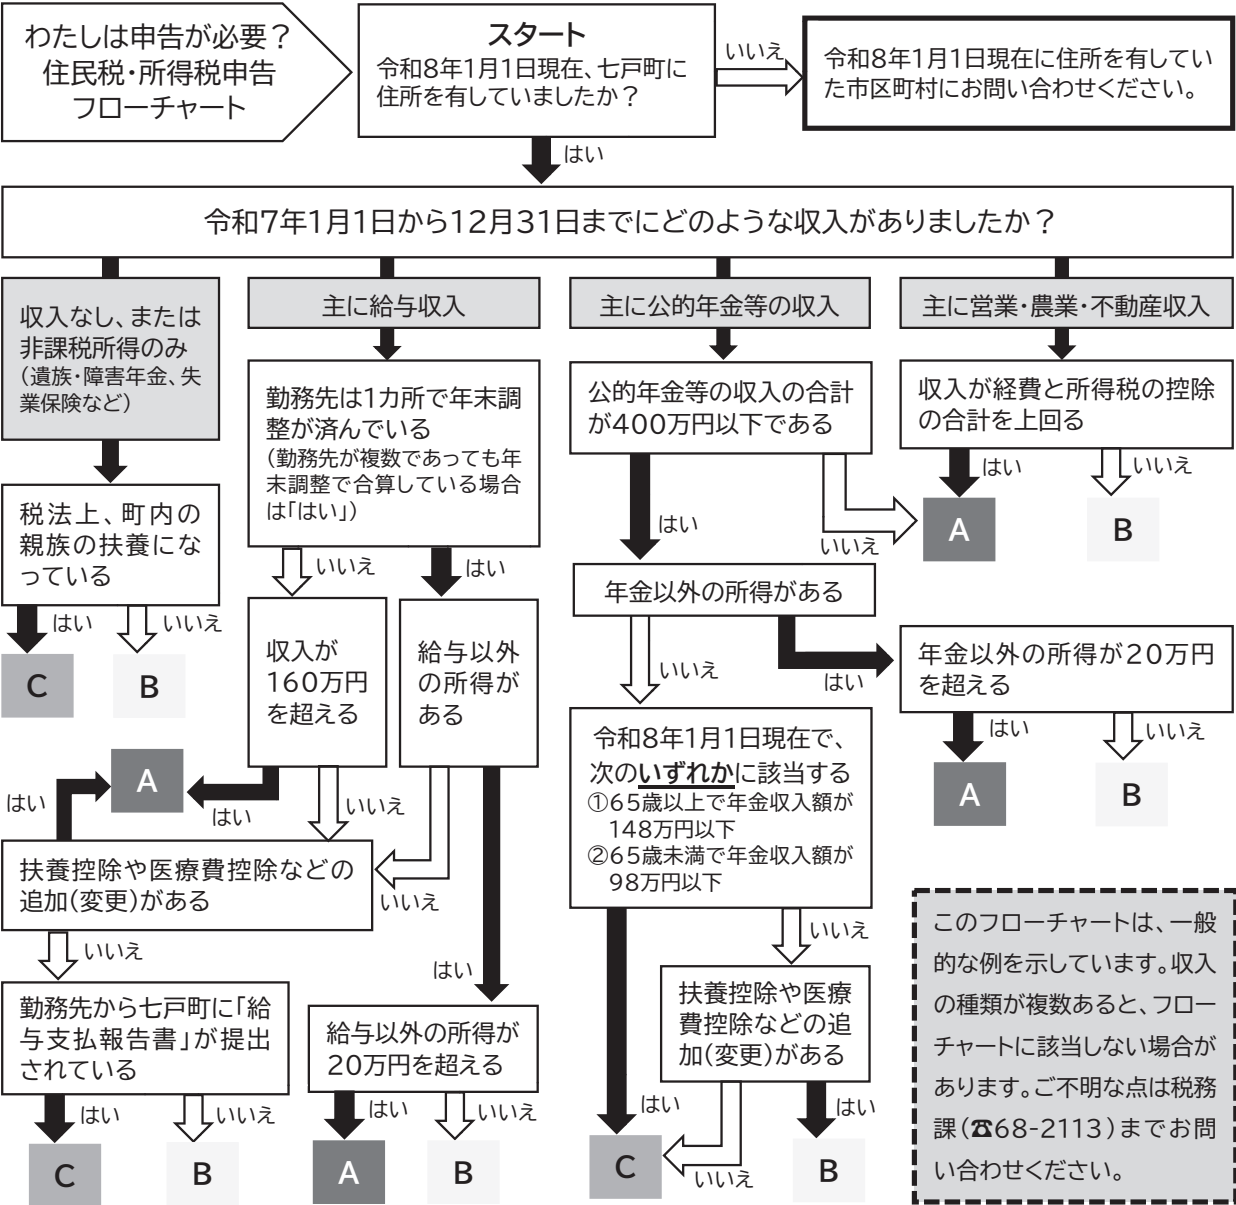 わたしは申告が必要？
住民税・所得税申告
フローチャート
スタート
令和8年1月1日現在、七戸町に
住所を有していましたか？
いいえ
令和8年1月1日現在に住所を有してい
た市区町村にお問い合わせください。
はい
令和7年1月1日から12月31日までにどのような収入がありましたか？
収入なし、または
非課税所得のみ
（遺族・障害年金、失
業保険など）
税法上、町内の
親族の扶養にな
っている
はい
いいえ
C
B
主に給与収入
勤務先は1カ所で年末調
整が済んでいる
（勤務先が複数であっても年
末調整で合算している場合
は「はい」）
いいえ
はい
収入が
160万円
を超える
給与以外
の所得が
ある
A
はい
はい
いいえ
いいえ
扶養控除や医療費控除などの
追加（変更）がある
いいえ
はい
勤務先から七戸町に「給
与支払報告書」が提出
されている
はい
いいえ
C
B
給与以外の所得が
20万円を超える
はい
いいえ
A
B
主に公的年金等の収入
公的年金等の収入の合計
が400万円以下である
はい
いいえ
年金以外の所得がある
いいえ
はい
令和8年1月1日現在で、
次のいずれかに該当する
①65歳以上で年金収入額が
148万円以下
②65歳未満で年金収入額が
98万円以下
いいえ
はい
扶養控除や医療
費控除などの追
加（変更）がある
はい
いいえ
C
B
年金以外の所得が20万円
を超える
はい
いいえ
A
B
主に営業・農業・不動産収入
収入が経費と所得税の控除
の合計を上回る
はい
いいえ
A
B
このフローチャートは、一般
的な例を示しています。収入
の種類が複数あると、フロー
チャートに該当しない場合が
あります。ご不明な点は税務
課（☎68-2113）までお問
い合わせください。